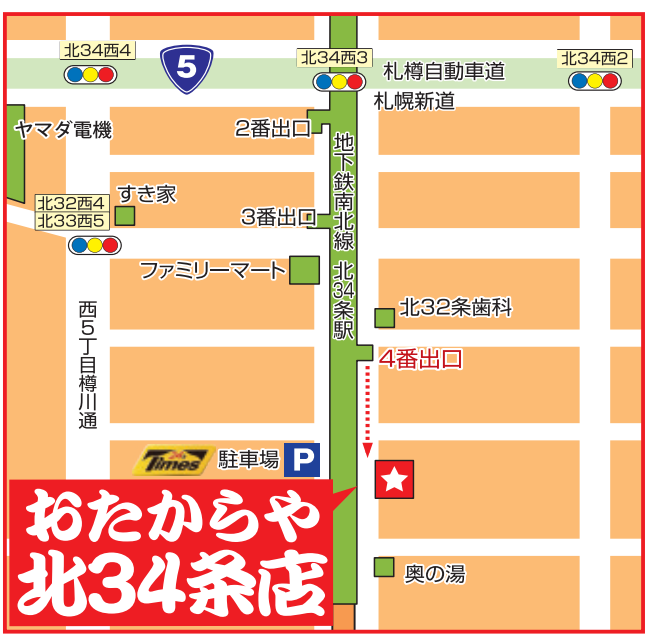 北34西4
5
北34西3
北34西2
札樽自動車道
札幌新道
ヤマダ電機
2番出口
地下鉄南北線 北34条駅
すき家
北32西4
北33西5
3番出口
ファミリーマート
北32条歯科
西5丁目樽川通
4番出口
Times
駐車場
P
おたからや
北34条店
奥の湯